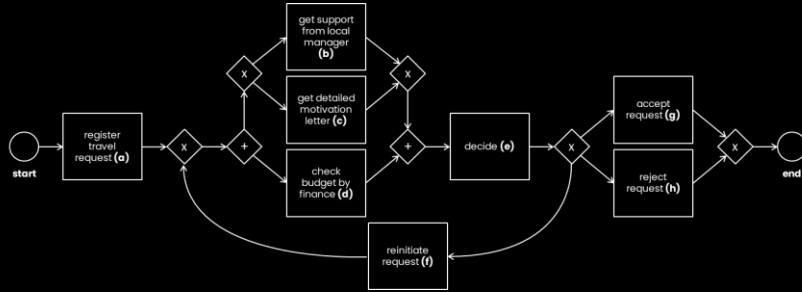 start
register
travel
request (a)
x
+
x
get support
from local
manager
(b)
get detailed
motivation
letter (c)
check
budget by
finance (d)
x
+
decide (e)
x
reinitiate
request (f)
accept
request (g)
reject
request (h)
x
end